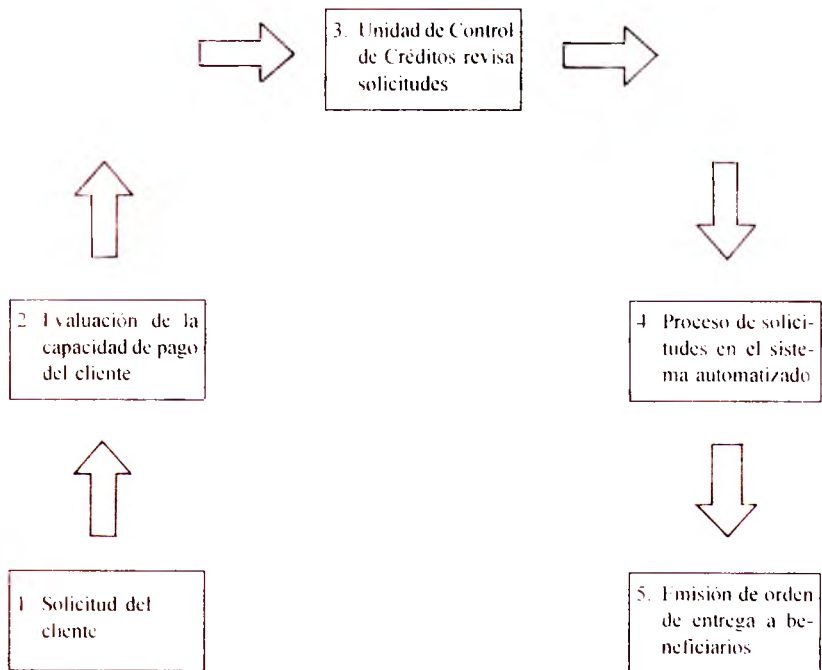 3. Unidad de Control
de Créditos revisa
solicitudes
2 Evaluación de la
capacidad de pago
del cliente
4 Proceso de solici-
tudes en el siste-
ma automatizado
1 Solicitud del
cliente
5. Emisión de orden
de entrega a be-
neficiarios